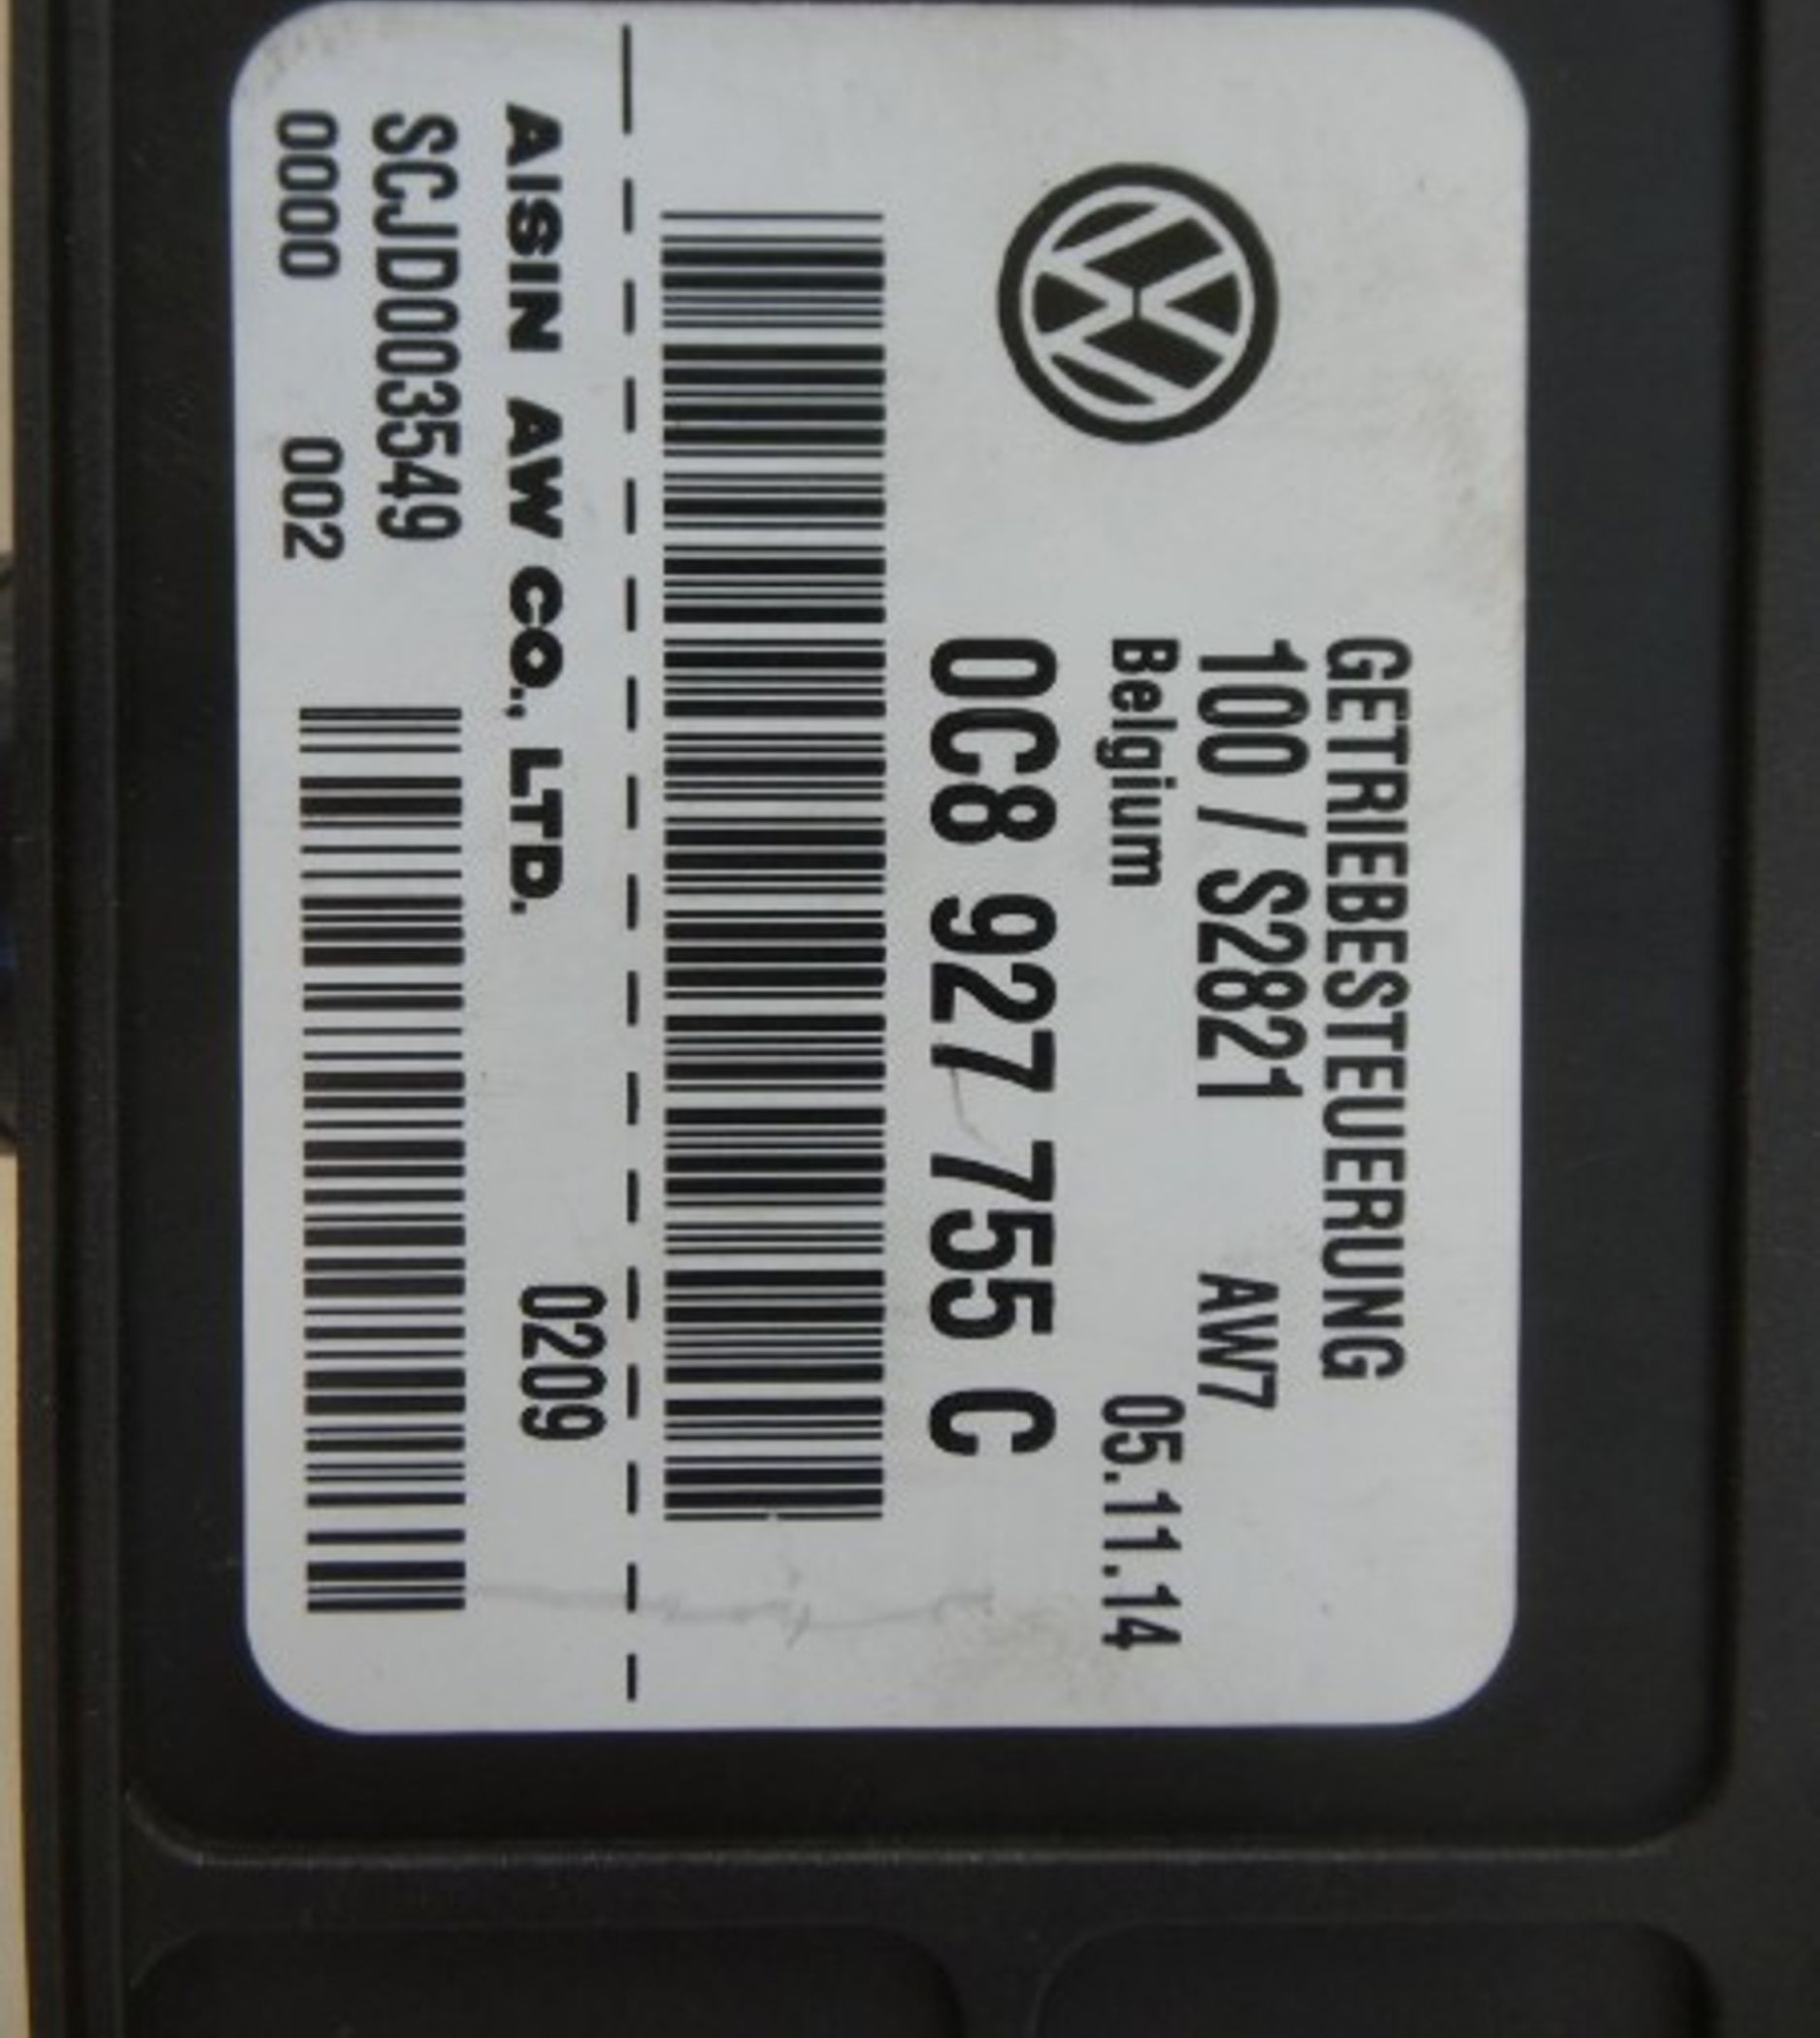 GETRIEBESTEUERUNG
100 / S2821 AW7
Belgium 05.11.14
0C8 927 755 C
0209
AISIN AW CO., LTD.
SCJD003549
0000 002